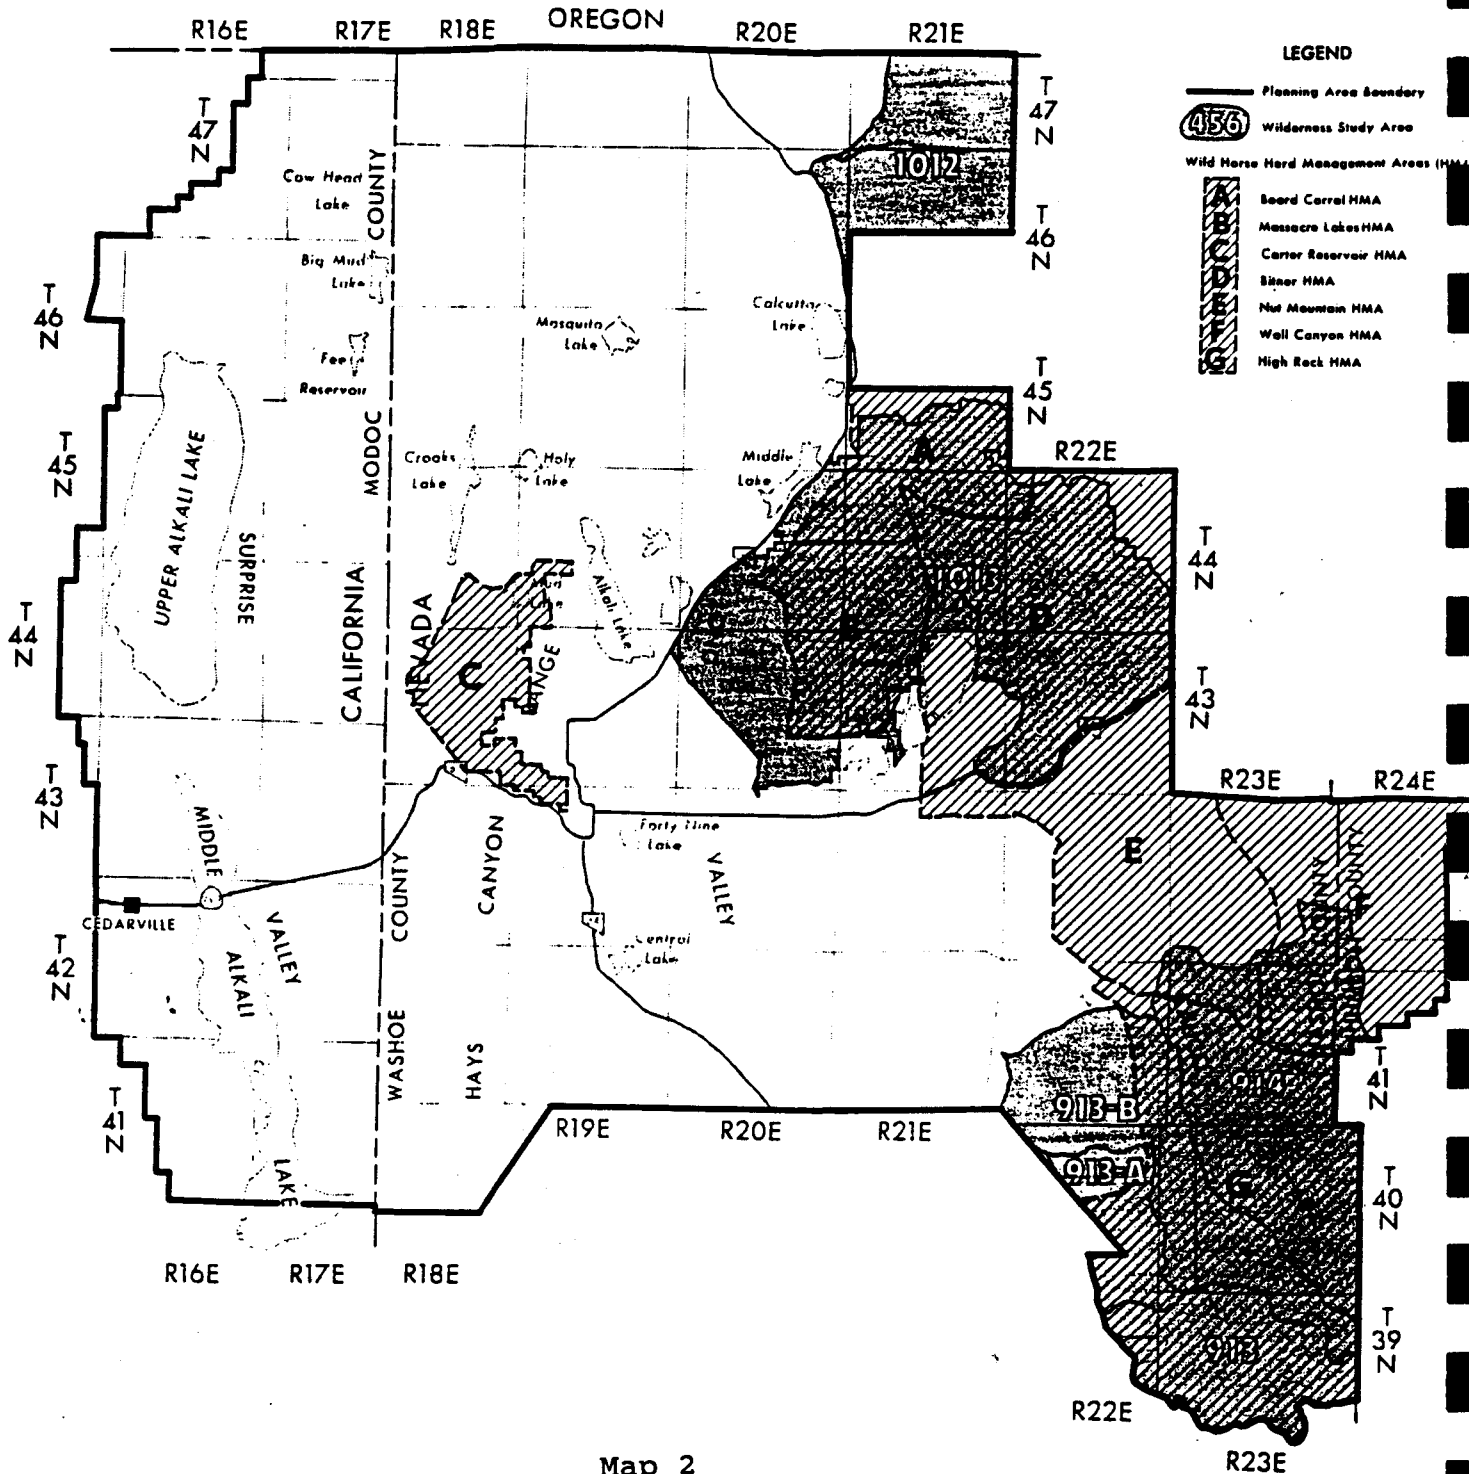 OREGON
R16E
R17E
R18E
R20E
R21E
LEGEND
Planning Area Boundary
456
Wilderness Study Area
Wild Horse Herd Management Areas (HMA
A
Board Corral HMA
B
Massacre Lakes HMA
C
Carter Reservoir HMA
D
Bitner HMA
E
Nut Mountain HMA
F
Wall Canyon HMA
G
High Rock HMA
T
47
N
T
47
N
1012
Cow Head
Lake
COUNTY
T
46
N
Big Mud
Lake
T
46
N
Calcutta
Lake
Mosquito
Lake
Fee
Reservoir
T
45
N
MODOC
T
45
N
UPPER ALKALI LAKE
SURPRISE
Crooks
Lake
Holy
Lake
Middle
Lake
A
R22E
T
44
N
T
44
N
CALIFORNIA
NEVADA
Mud
Lake
Alkali Lake
C
RANGE
B
D
T
43
N
T
43
N
R23E
R24E
MIDDLE
ALKALI
LAKE
VALLEY
CEDARVILLE
COUNTY
WASHOE
CANYON
HAYS
Forty Nine
Lake
VALLEY
E
COUNTY
COUNTY
T
42
N
Central
Lake
T
41
N
T
41
N
913-B
913-A
R19E
R20E
R21E
G
T
40
N
R16E
R17E
R18E
913
T
39
N
R22E
R23E
Map 2